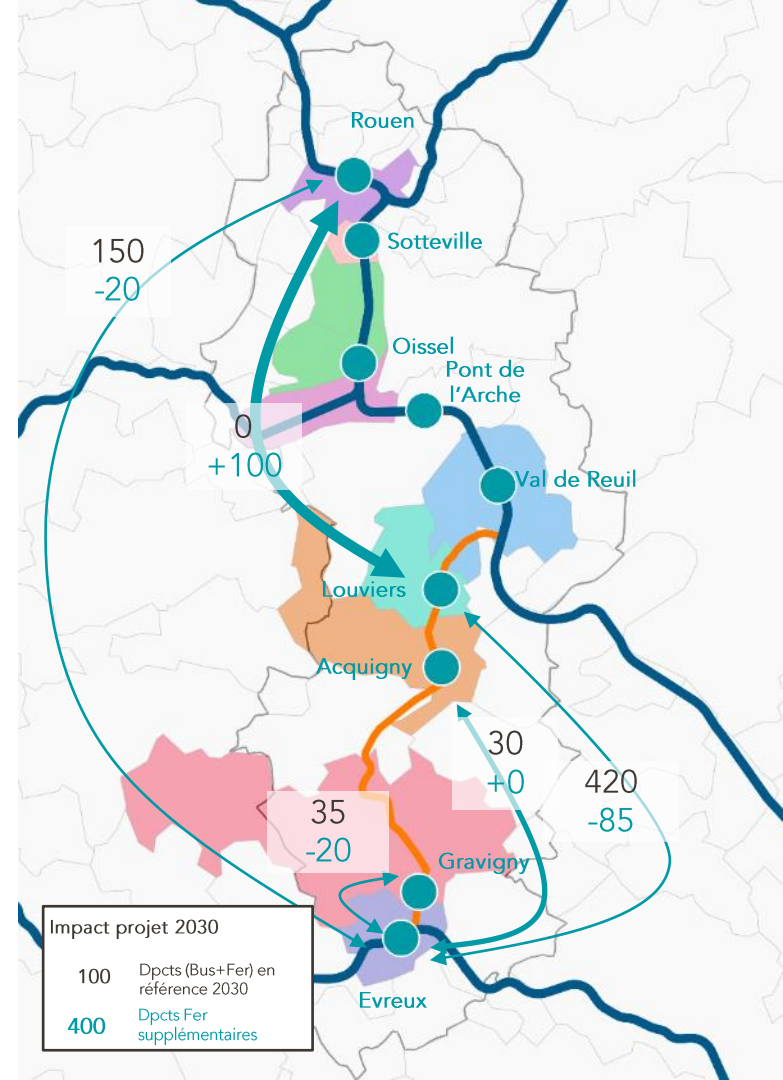 Rouen
Sotteville
150
-20
Oissel
Pont de
l'Arche
0
+100
Val de Reuil
Louviers
Acquigny
30
+0
420
-85
35
-20
Gravigny
Evreux
Impact projet 2030
100
Dpcts (Bus+Fer) en
référence 2030
400
Dpcts Fer
supplémentaires